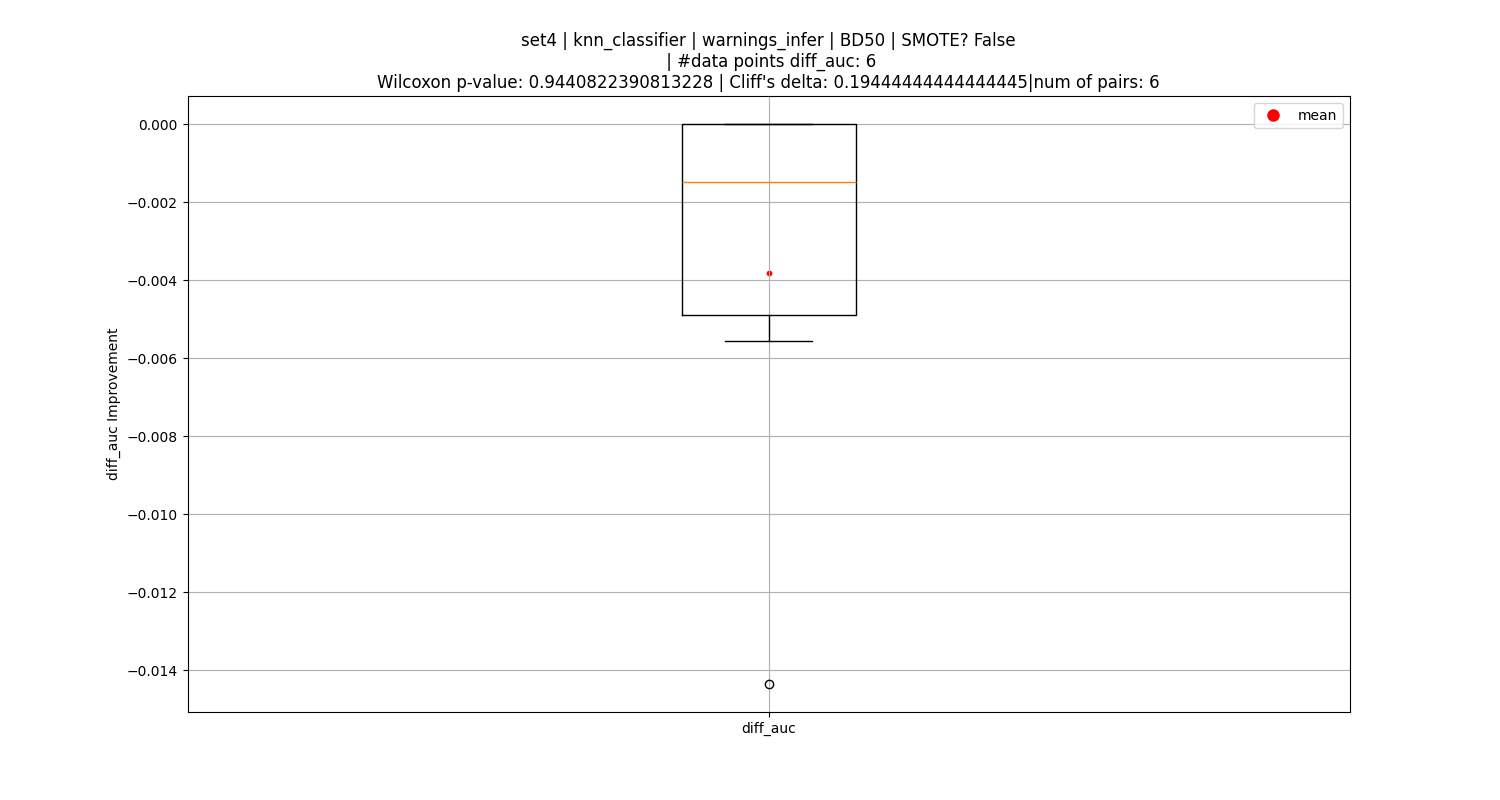 set4 | knn_classifier | warnings_infer | BD50 | SMOTE? False
| #data points diff_auc: 6
Wilcoxon p-value: 0.9440822390813228 | Cliff's delta: 0.19444444444444445|num of pairs: 6
mean
0.000
−0.002
−0.004
−0.006
−0.008
−0.010
−0.012
−0.014
diff_auc Improvement
diff_auc